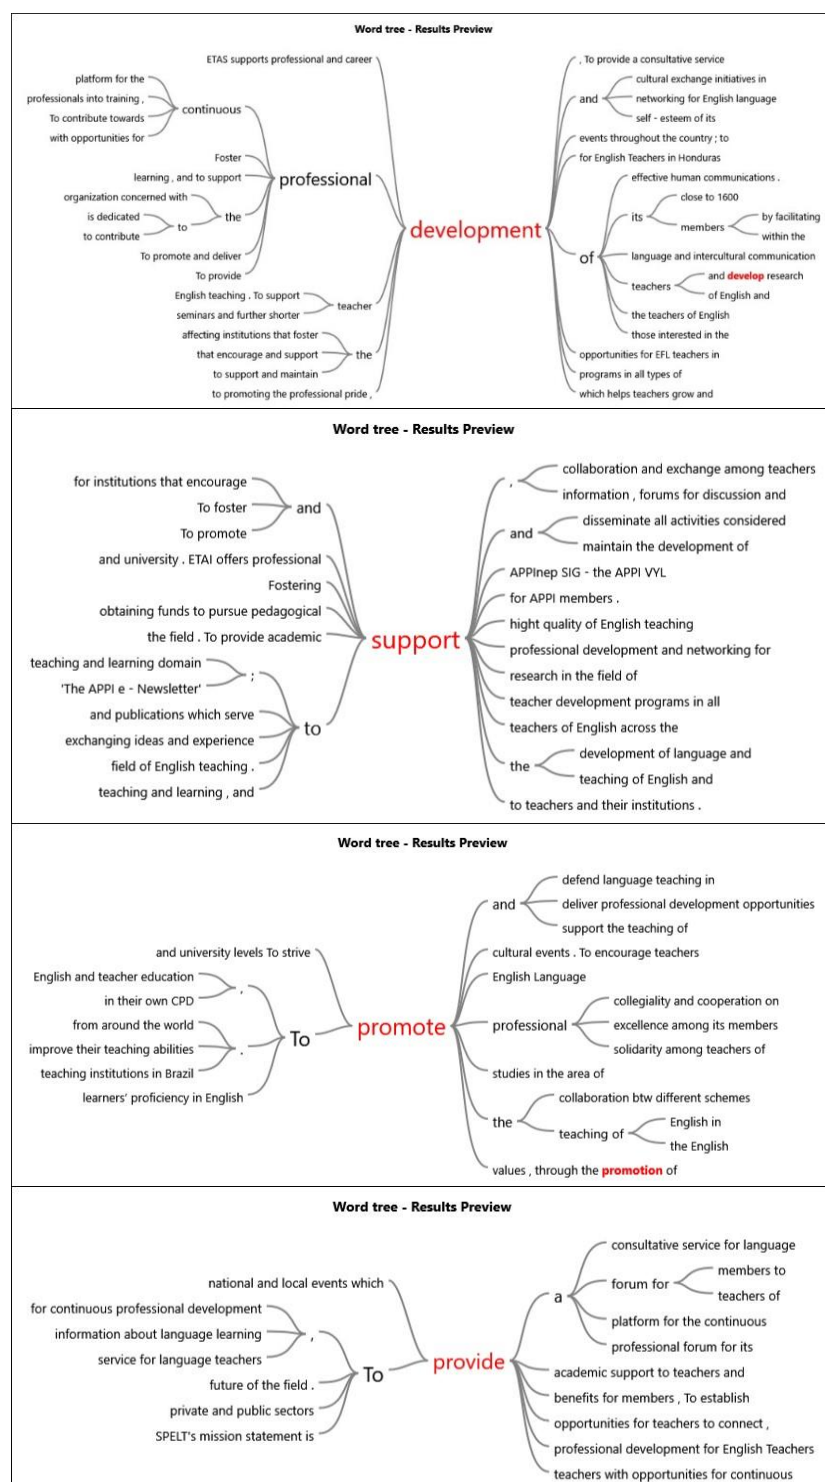 Word tree - Results Preview
ETAS supports professional and career
platform for the
professionals into training ,
To contribute towards
with opportunities for
continuous
Foster
learning , and to support
organization concerned with
is dedicated
to contribute
to
the
To promote and deliver
To provide
professional
English teaching . To support
seminars and further shorter
teacher
affecting institutions that foster
that encourage and support
to support and maintain
the
to promoting the professional pride ,
development
, To provide a consultative service
and
cultural exchange initiatives in
networking for English language
self - esteem of its
events throughout the country ; to
for English Teachers in Honduras
of
effective human communications .
its
close to 1600
members
by facilitating
within the
language and intercultural communication
teachers
and develop research
of English and
the teachers of English
those interested in the
opportunities for EFL teachers in
programs in all types of
which helps teachers grow and
Word tree - Results Preview
for institutions that encourage
To foster
To promote
and
and university . ETAI offers professional
Fostering
obtaining funds to pursue pedagogical
the field . To provide academic
teaching and learning domain
'The APPI e - Newsletter'
;
and publications which serve
exchanging ideas and experience
field of English teaching .
teaching and learning , and
to
support
,
collaboration and exchange among teachers
information , forums for discussion and
and
disseminate all activities considered
maintain the development of
APPInep SIG - the APPI VYL
for APPI members .
hight quality of English teaching
professional development and networking for
research in the field of
teacher development programs in all
teachers of English across the
the
development of language and
teaching of English and
to teachers and their institutions .
Word tree - Results Preview
and university levels To strive
English and teacher education
in their own CPD
,
from around the world
improve their teaching abilities
teaching institutions in Brazil
.
learners' proficiency in English
To
promote
and
defend language teaching in
deliver professional development opportunities
support the teaching of
cultural events . To encourage teachers
English Language
professional
collegiality and cooperation on
excellence among its members
solidarity among teachers of
studies in the area of
the
collaboration btw different schemes
teaching of
English in
the English
values , through the promotion of
Word tree - Results Preview
national and local events which
for continuous professional development
information about language learning
service for language teachers
,
future of the field .
private and public sectors
SPELT's mission statement is
To
provide
a
consultative service for language
forum for
members to
teachers of
platform for the continuous
professional forum for its
academic support to teachers and
benefits for members , To establish
opportunities for teachers to connect ,
professional development for English Teachers
teachers with opportunities for continuous